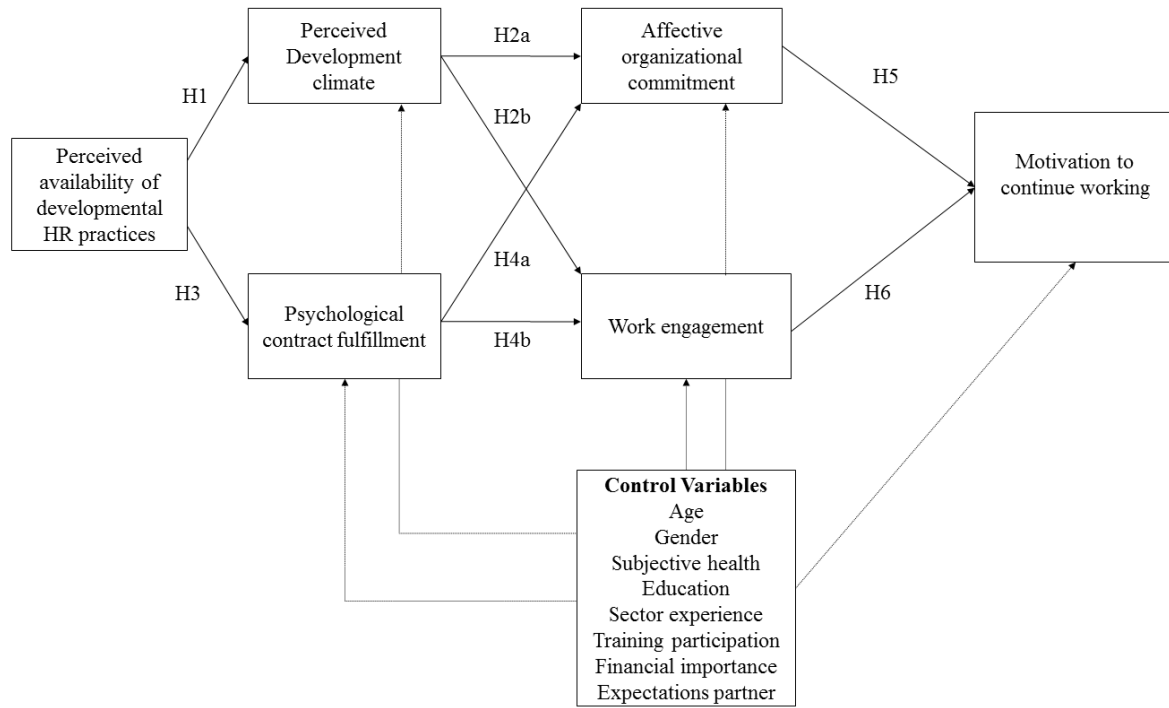 Perceived
Development
climate
H2a
Affective
organizational
commitment
H1
H2b
H5
Perceived
availability of
developmental
HR practices
Motivation to
continue working
H3
H4a
Psychological
contract fulfillment
H4b
Work engagement
H6
Control Variables
Age
Gender
Subjective health
Education
Sector experience
Training participation
Financial importance
Expectations partner